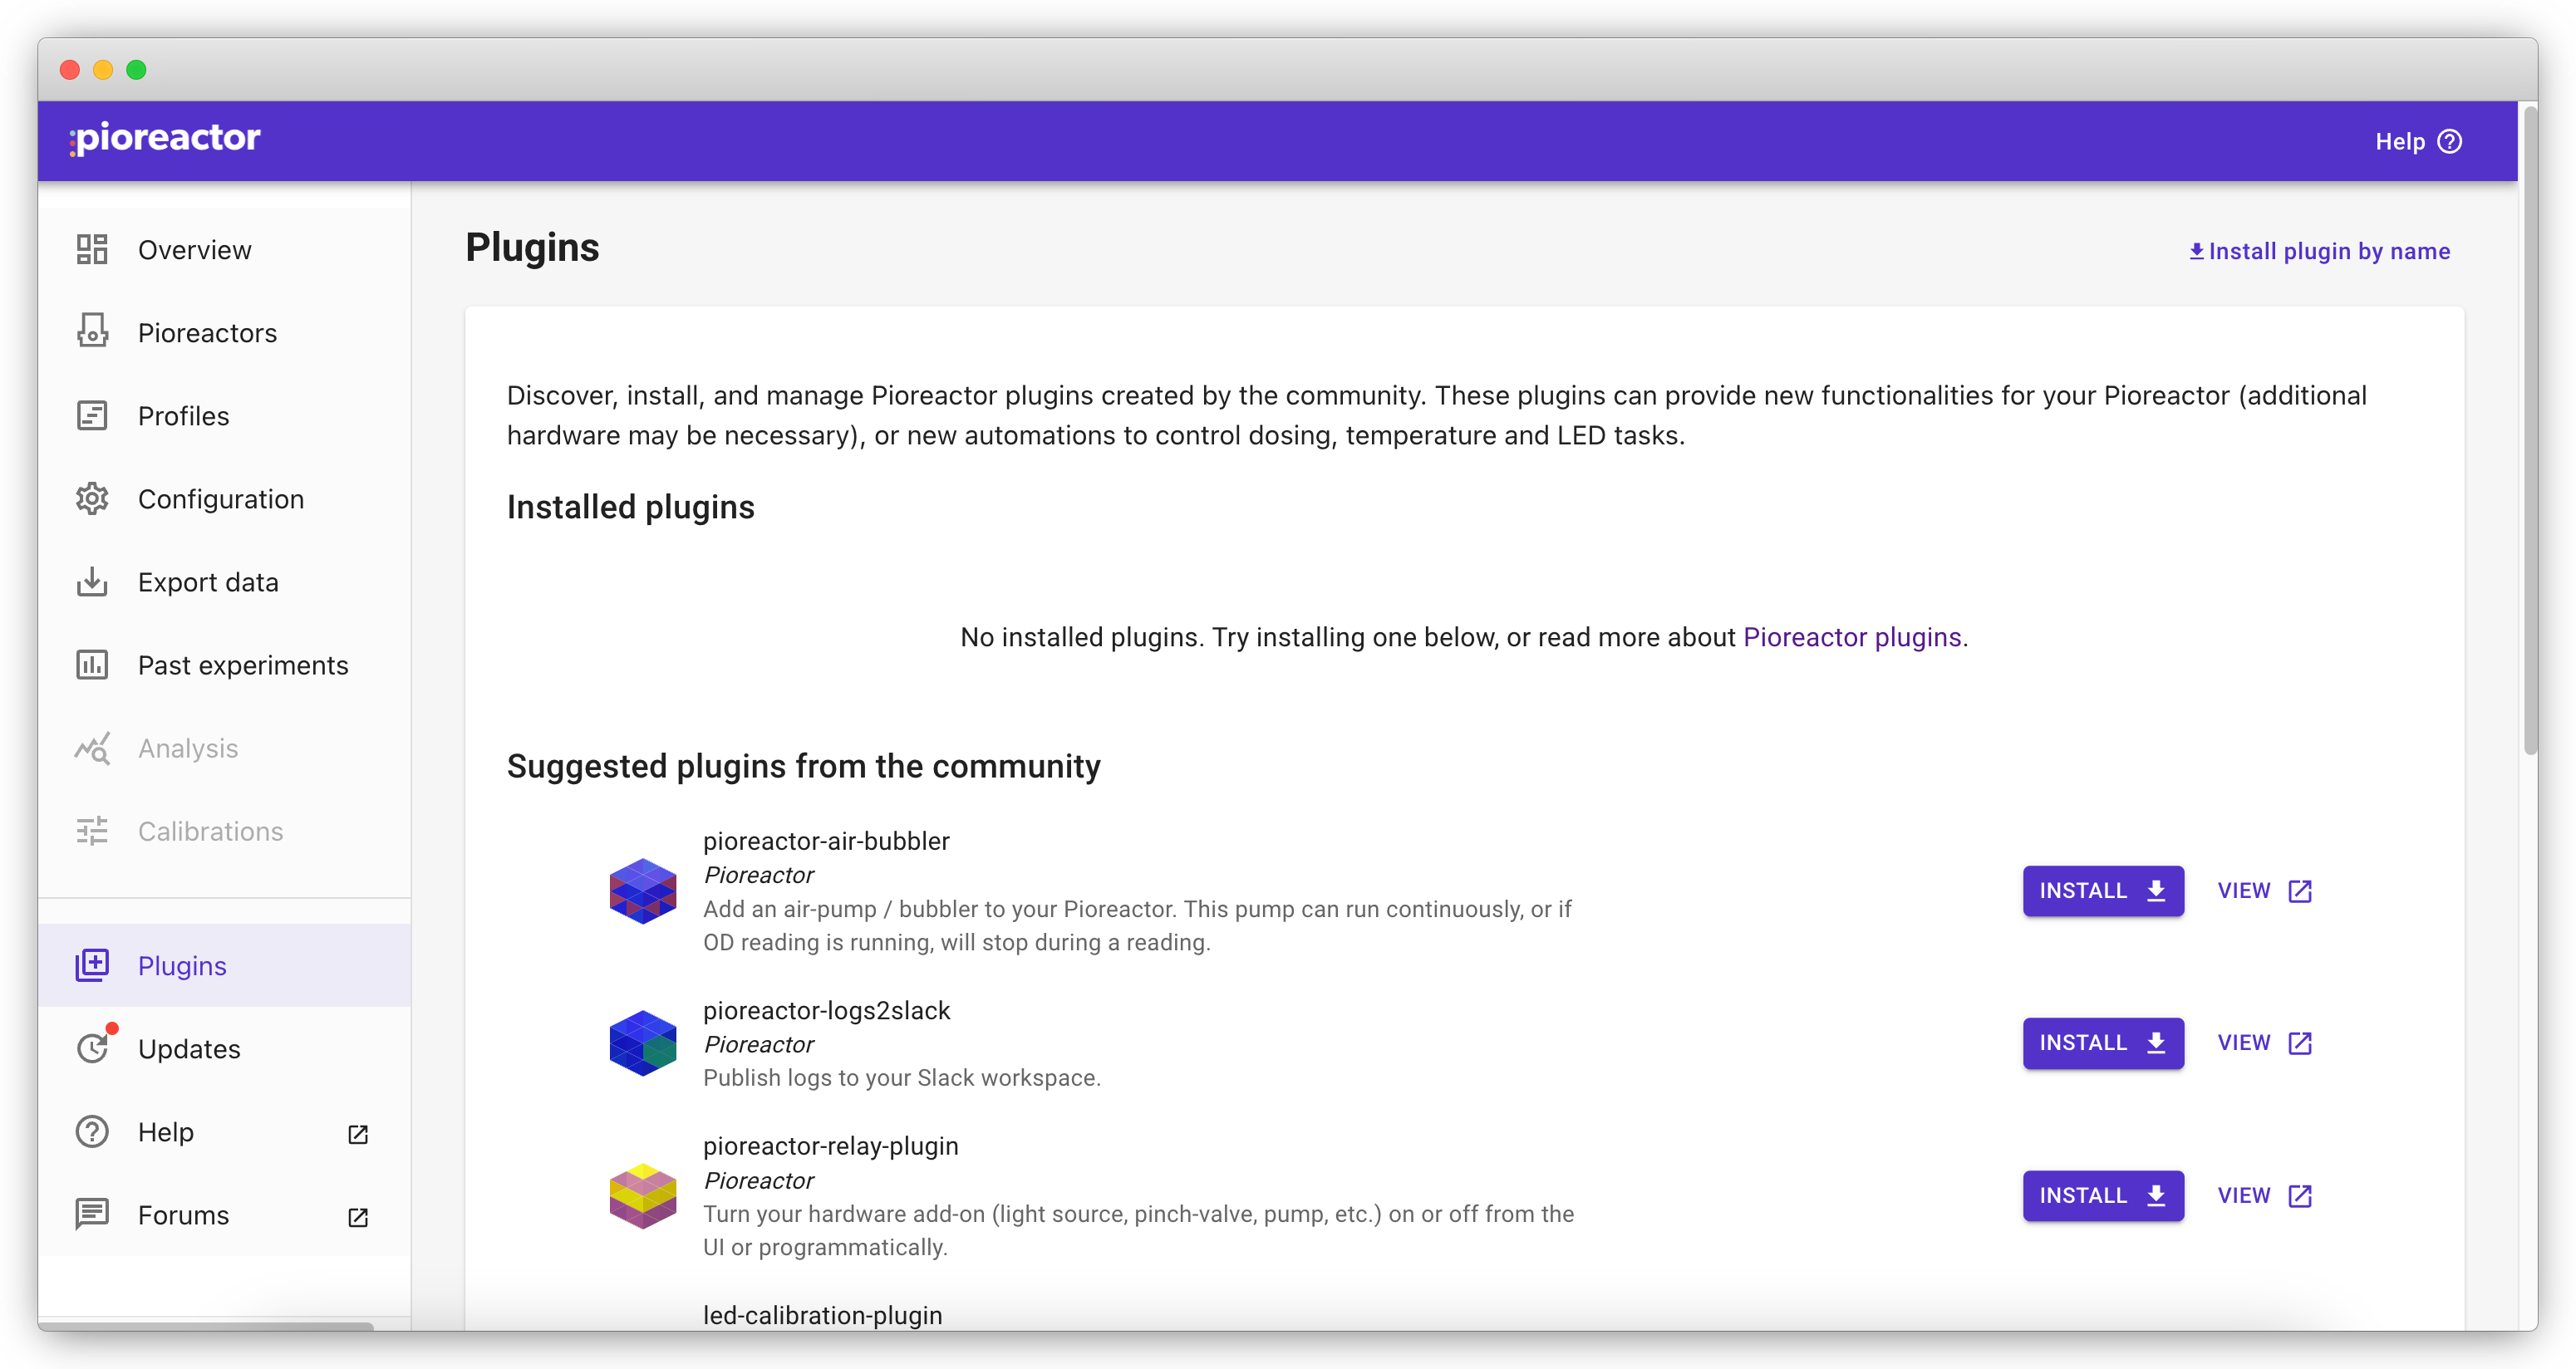 pioreactor
Help
Overview
Pioreactors
Profiles
Configuration
Export data
Past experiments
Analysis
Calibrations
Plugins
Updates
Help
Forums
Plugins
Install plugin by name
Discover, install, and manage Pioreactor plugins created by the community. These plugins can provide new functionalities for your Pioreactor (additional
hardware may be necessary), or new automations to control dosing, temperature and LED tasks.
Installed plugins
No installed plugins. Try installing one below, or read more about Pioreactor plugins.
Suggested plugins from the community
pioreactor-air-bubbler
Pioreactor
Add an air-pump / bubbler to your Pioreactor. This pump can run continuously, or if
OD reading is running, will stop during a reading.
INSTALL
VIEW
pioreactor-logs2slack
Pioreactor
Publish logs to your Slack workspace.
INSTALL
VIEW
pioreactor-relay-plugin
Pioreactor
Turn your hardware add-on (light source, pinch-valve, pump, etc.) on or off from the
UI or programmatically.
INSTALL
VIEW
led-calibration-plugin